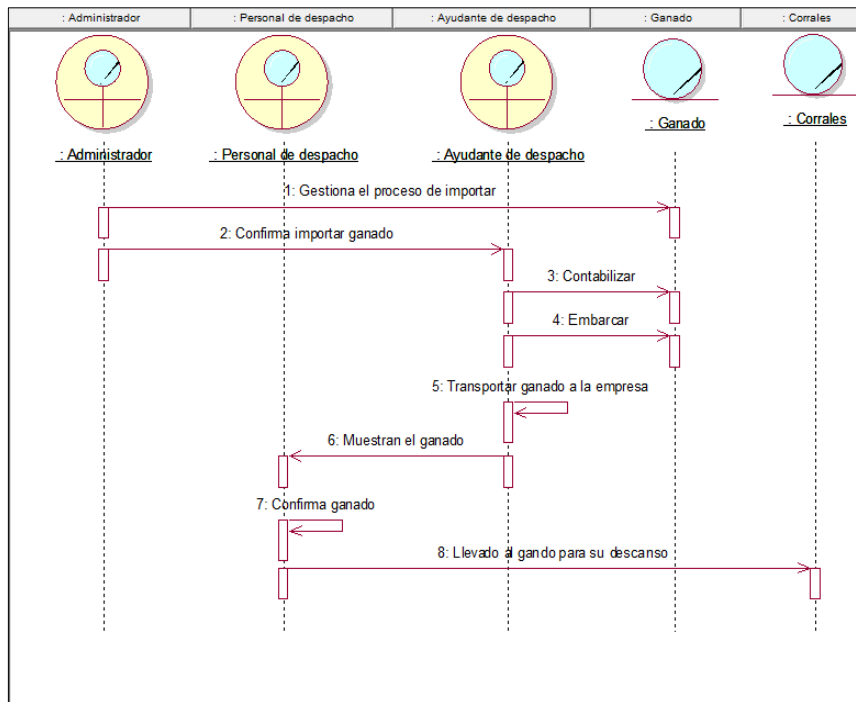 : Administrador
: Personal de despacho
: Ayudante de despacho
: Ganado
: Corrales
: Administrador
: Personal de despacho
: Ayudante de despacho
: Ganado
: Corrales
1: Gestiona el proceso de importar
2: Confirma importar ganado
3: Contabilizar
4: Embarcar
5: Transportar ganado a la empresa
6: Muestran el ganado
7: Confirma ganado
8: Llevado al gando para su descanso